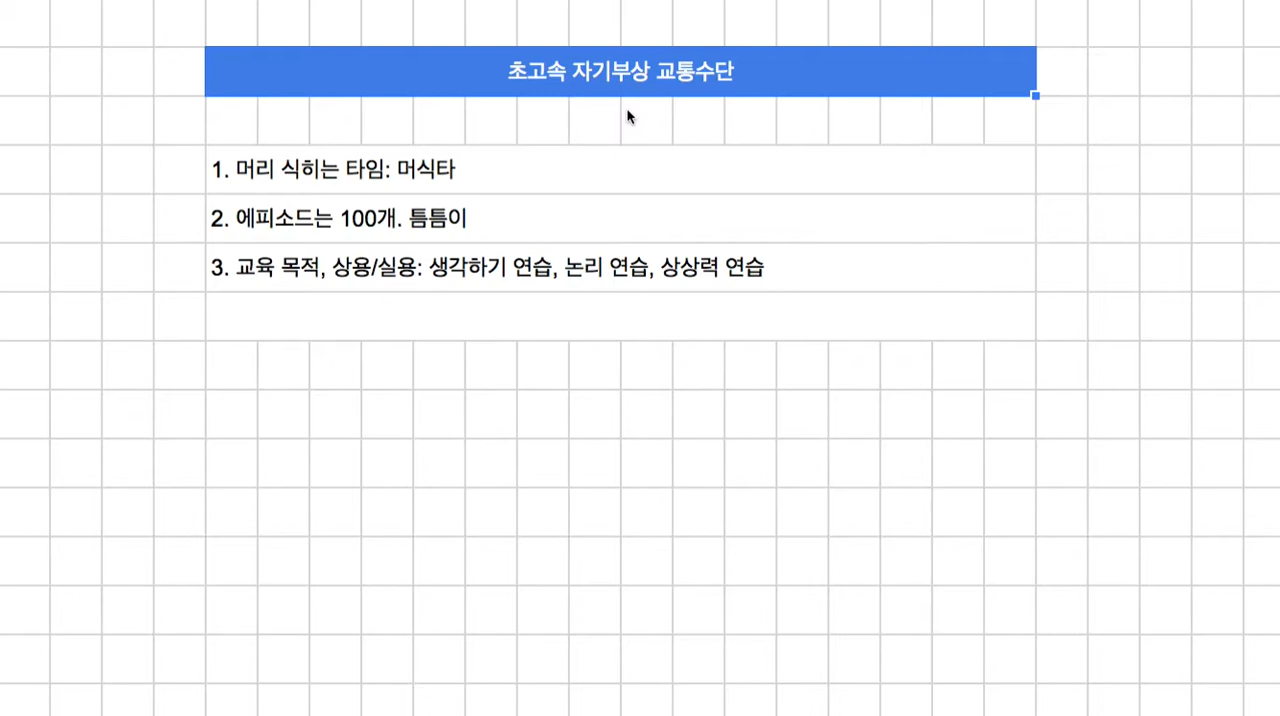 초고속 자기부상 교통수단
1. 머리 식히는 타임: 머식타
2. 에피소드는 100개. 틈틈이
3. 교육 목적, 상용/실용: 생각하기 연습, 논리 연습, 상상력 연습